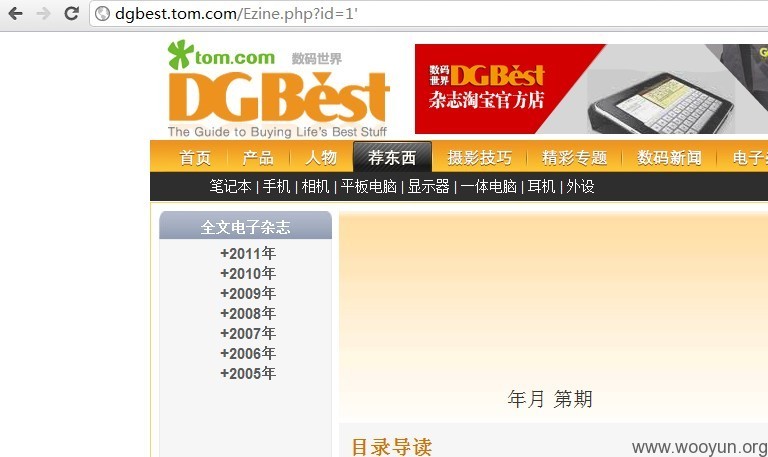 dgbest.tom.com/Ezine.php?id=1'
tom.com 数码世界
DGBest
The Guide to Buying Life's Best Stuff
数码世界 DGBest
杂志淘宝官方店
首页 产品 人物 荐东西 摄影技巧 精彩专题 数码新闻 电子
笔记本 | 手机 | 相机 | 平板电脑 | 显示器 | 一体电脑 | 耳机 | 外设
全文电子杂志
+2011年
+2010年
+2009年
+2008年
+2007年
+2006年
+2005年
年月 第期
目录导读
www.wooyun.org